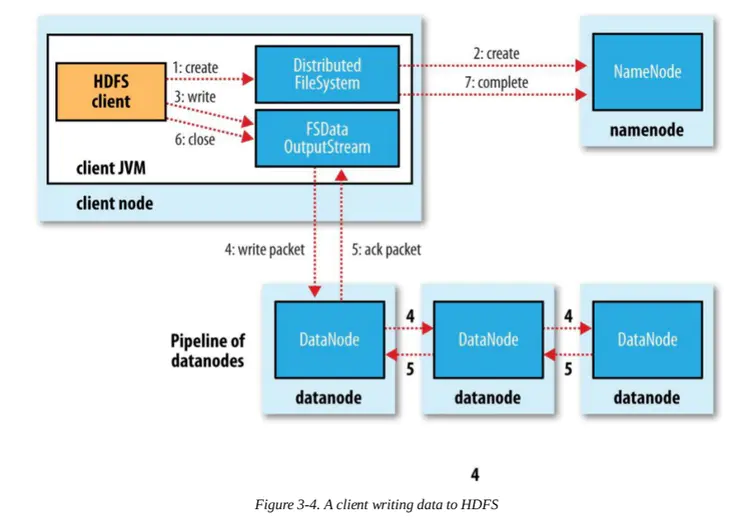 HDFS
client
1: create
3: write
6: close
Distributed
FileSystem
FSData
OutputStream
client JVM
client node
2: create
7: complete
NameNode
namenode
4: write packet
5: ack packet
Pipeline of
datanodes
DataNode
datanode
4
5
DataNode
datanode
4
5
DataNode
datanode
4
Figure 3-4. A client writing data to HDFS